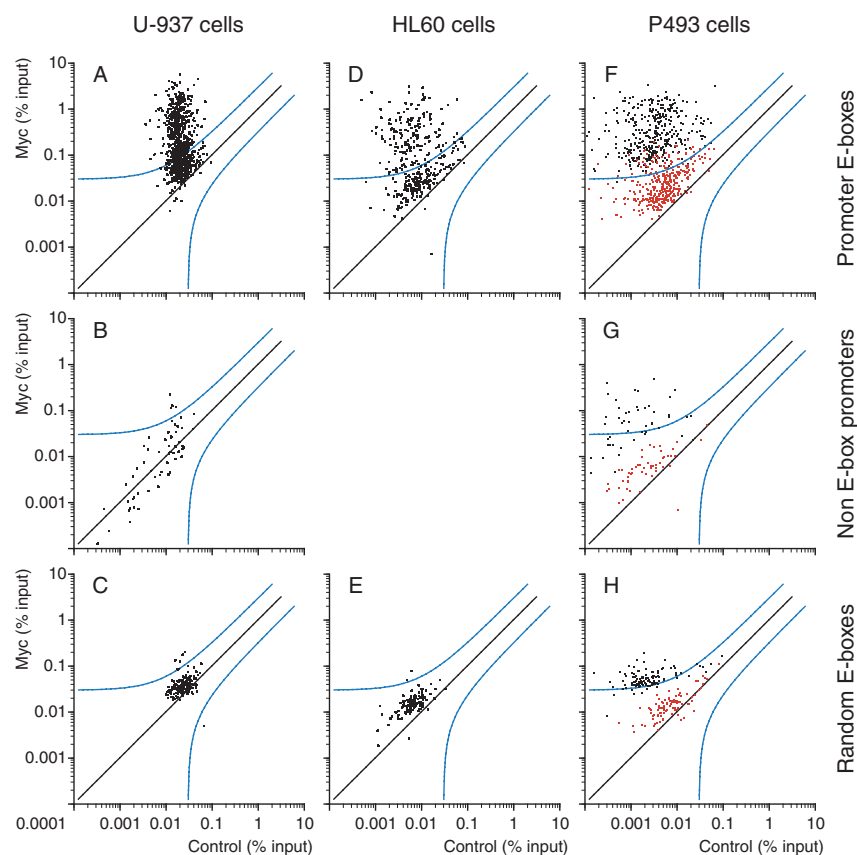 U-937 cells HL60 cells P493 cells
A D F
Myc (% input)
10
1
0.1
0.01
0.001
Promoter E-boxes
B G
Myc (% input)
10
1
0.1
0.01
0.001
Non E-box promoters
C E H
Myc (% input)
10
1
0.1
0.01
0.001
Random E-boxes
0.0001 0.001 0.01 0.1 1 10 0.001 0.01 0.1 1 10 0.001 0.01 0.1 1 10
Control (% input) Control (% input) Control (% input)